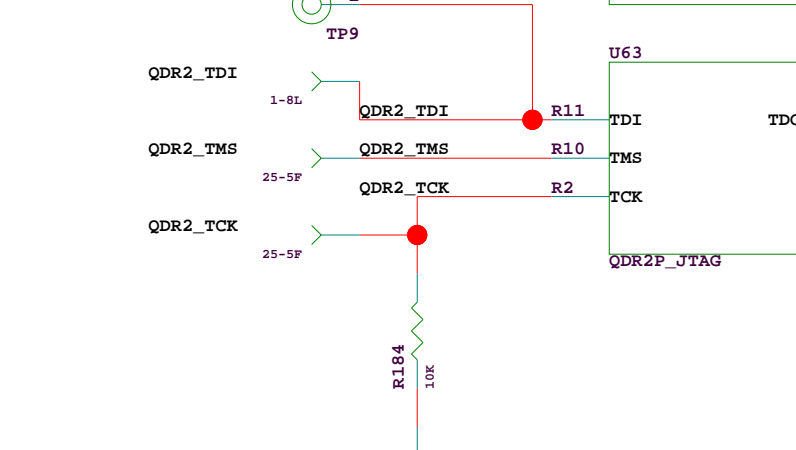 TP9
U63
QDR2_TDI
1-8L
QDR2_TDI
R11
TDI
QDR2_TMS
QDR2_TMS
R10
TMS
25-5F
QDR2_TCK
R2
TCK
QDR2_TCK
25-5F
QDR2P_JTAG
R184
10K